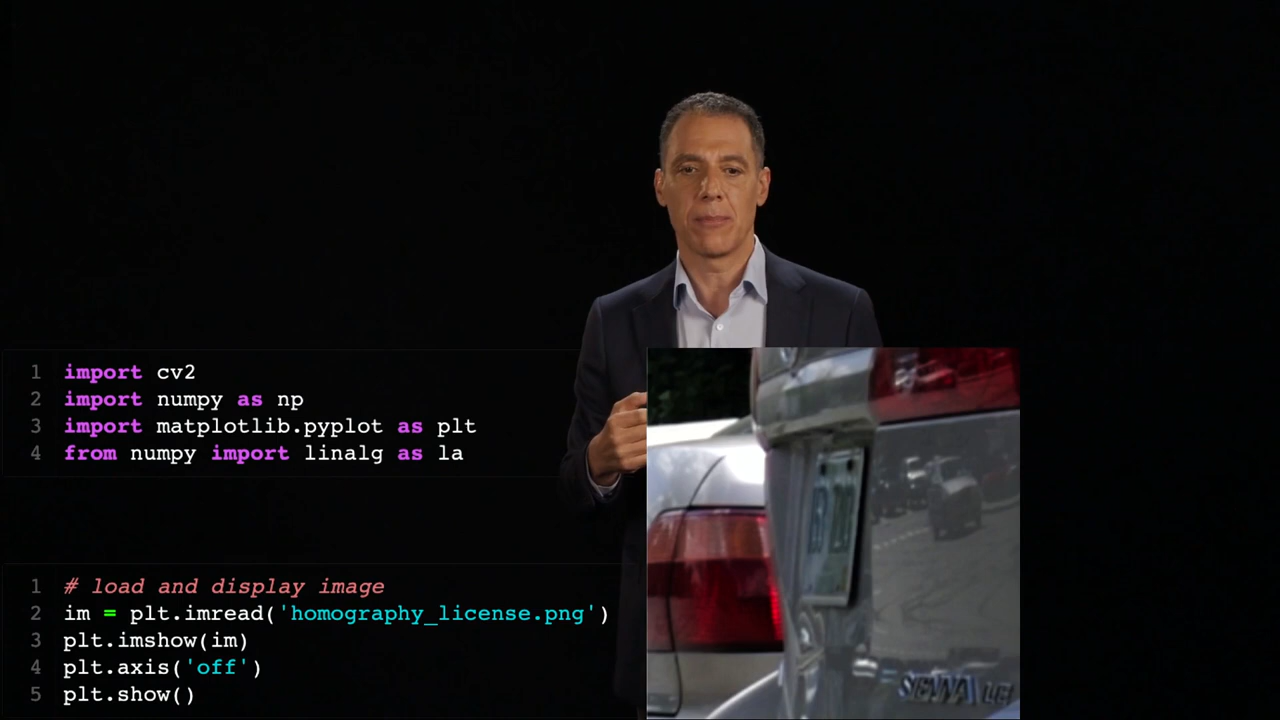 1 import cv2
2 import numpy as np
3 import matplotlib.pyplot as plt
4 from numpy import linalg as la
1 # load and display image
2 im = plt.imread('homography_license.png')
3 plt.imshow(im)
4 plt.axis('off')
5 plt.show()
SIENNA LE